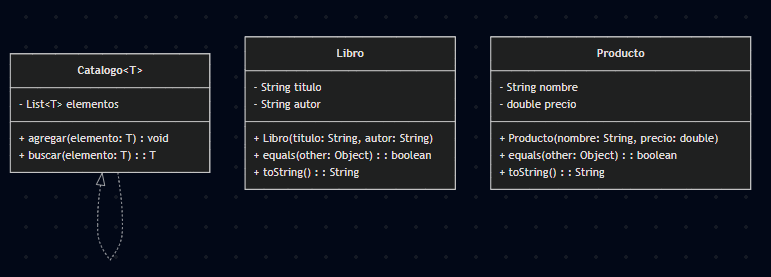 Catalogo<T>
- List<T> elementos
+ agregar(elemento: T) : void
+ buscar(elemento: T) : : T
Libro
- String titulo
- String autor
+ Libro(titulo: String, autor: String)
+ equals(other: Object) : : boolean
+ toString() : : String
Producto
- String nombre
- double precio
+ Producto(nombre: String, precio: double)
+ equals(other: Object) : : boolean
+ toString() : : String